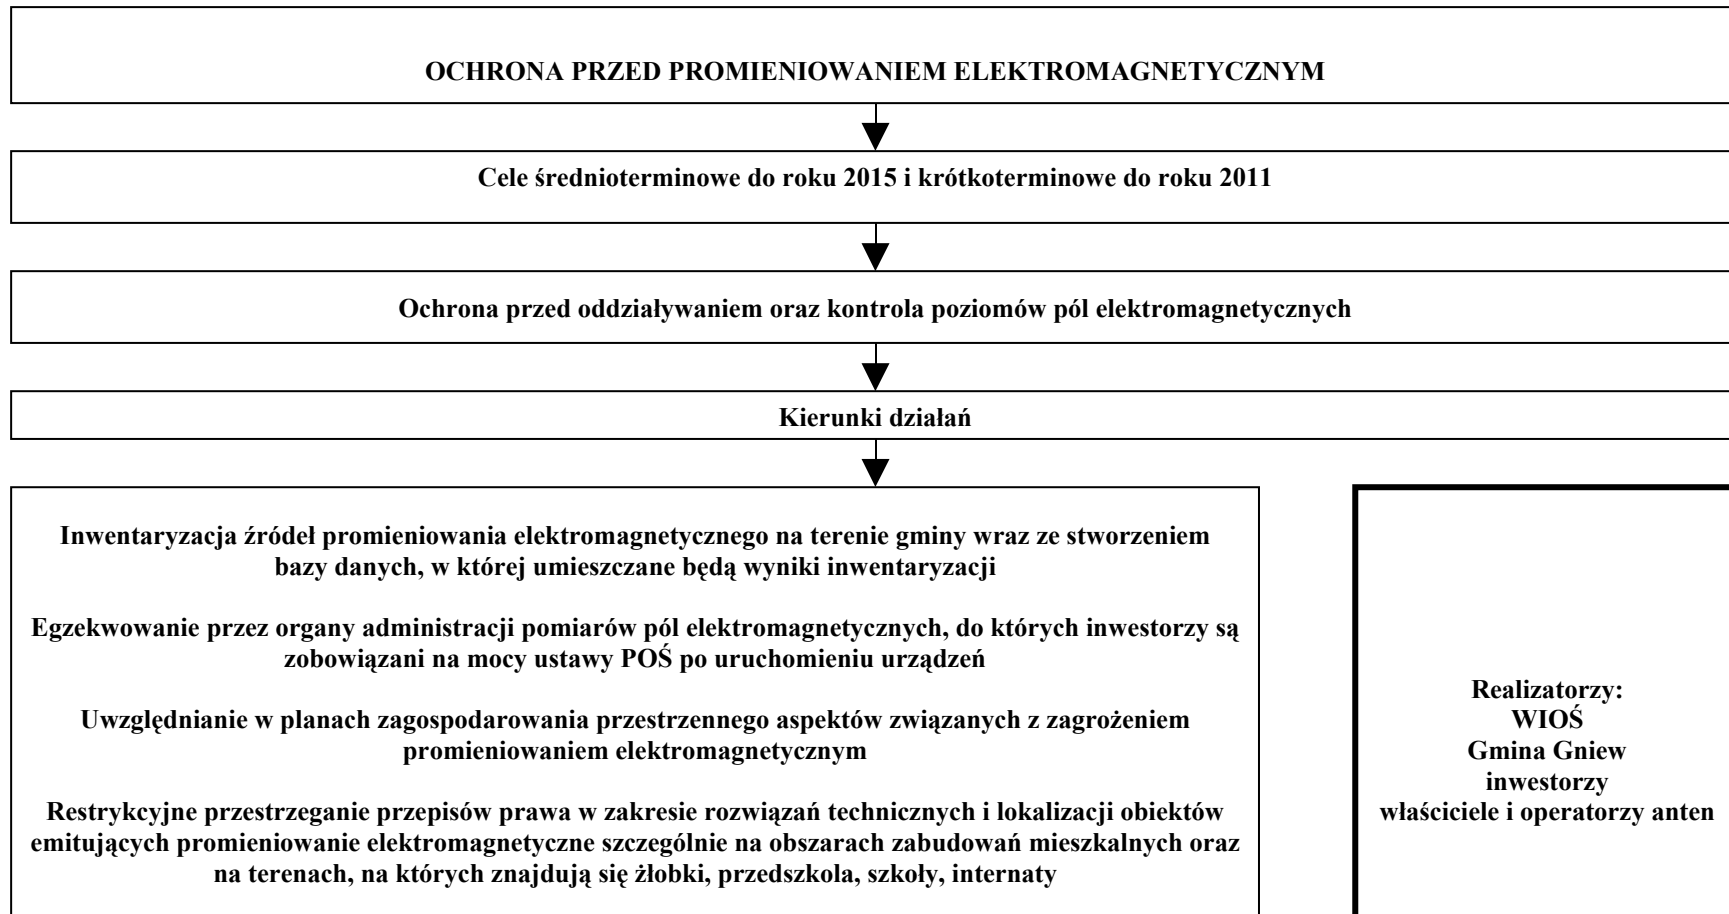 OCHRONA PRZED PROMIENIOWANIEM ELEKTROMAGNETYCZNYM
Cele średnioterminowe do roku 2015 i krótkoterminowe do roku 2011
Ochrona przed oddziaływaniem oraz kontrola poziomów pól elektromagnetycznych
Kierunki działań
Inwentaryzacja źródeł promieniowania elektromagnetycznego na terenie gminy wraz ze stworzeniem
bazy danych, w której umieszczane będą wyniki inwentaryzacji
Egzekwowanie przez organy administracji pomiarów pól elektromagnetycznych, do których inwestorzy są
zobowiązani na mocy ustawy POŚ po uruchomieniu urządzeń
Uwzględnianie w planach zagospodarowania przestrzennego aspektów związanych z zagrożeniem
promieniowaniem elektromagnetycznym
Restrykcyjne przestrzeganie przepisów prawa w zakresie rozwiązań technicznych i lokalizacji obiektów
emitujących promieniowanie elektromagnetyczne szczególnie na obszarach zabudowań mieszkalnych oraz
na terenach, na których znajdują się żłobki, przedszkola, szkoły, internaty
Realizatorzy:
WIOŚ
Gmina Gniew
inwestorzy
właściciele i operatorzy anten